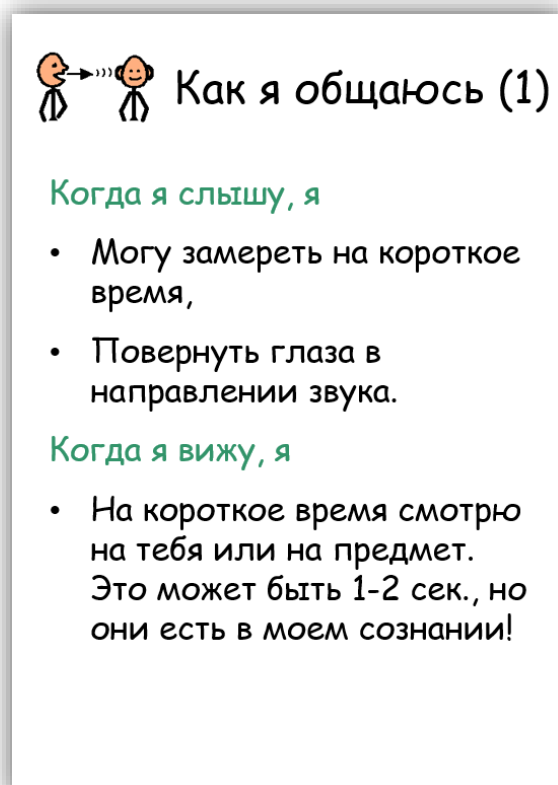 Как я общаюсь (1)
Когда я слышу, я
• Могу замереть на короткое
время,
• Повернуть глаза в
направлении звука.
Когда я вижу, я
• На короткое время смотрю
на тебя или на предмет.
Это может быть 1-2 сек., но
они есть в моем сознании!